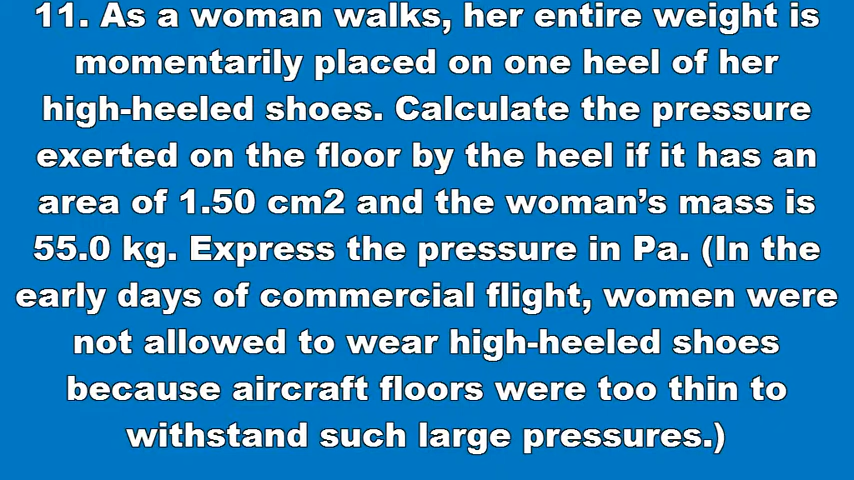 11. As a woman walks, her entire weight is
momentarily placed on one heel of her
high-heeled shoes. Calculate the pressure
exerted on the floor by the heel if it has an
area of 1.50 cm2 and the woman’s mass is
55.0 kg. Express the pressure in Pa. (In the
early days of commercial flight, women were
not allowed to wear high-heeled shoes
because aircraft floors were too thin to
withstand such large pressures.)